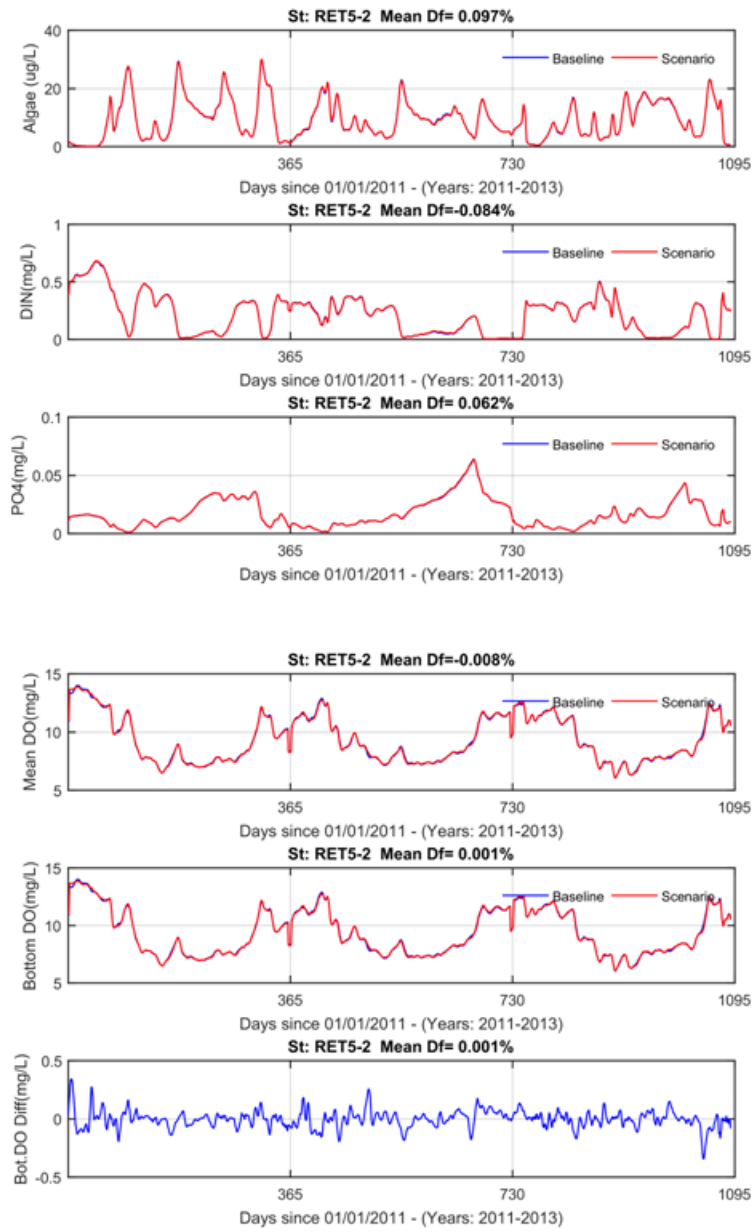 St: RET5-2 Mean Df= 0.097%
Algae (ug/L)
40
20
0
Baseline
Scenario
365
730
1095
Days since 01/01/2011 - (Years: 2011-2013)
St: RET5-2 Mean Df=-0.084%
DIN(mg/L)
1
0.5
0
Baseline
Scenario
365
730
1095
Days since 01/01/2011 - (Years: 2011-2013)
St: RET5-2 Mean Df= 0.062%
PO4(mg/L)
0.1
0.05
0
Baseline
Scenario
365
730
1095
Days since 01/01/2011 - (Years: 2011-2013)
St: RET5-2 Mean Df=-0.008%
Mean DO(mg/L)
15
10
5
Baseline
Scenario
365
730
1095
Days since 01/01/2011 - (Years: 2011-2013)
St: RET5-2 Mean Df= 0.001%
Bottom DO(mg/L)
15
10
5
Baseline
Scenario
365
730
1095
Days since 01/01/2011 - (Years: 2011-2013)
St: RET5-2 Mean Df= 0.001%
Bot.DO Diff(mg/L)
0.5
0
-0.5
365
730
1095
Days since 01/01/2011 - (Years: 2011-2013)